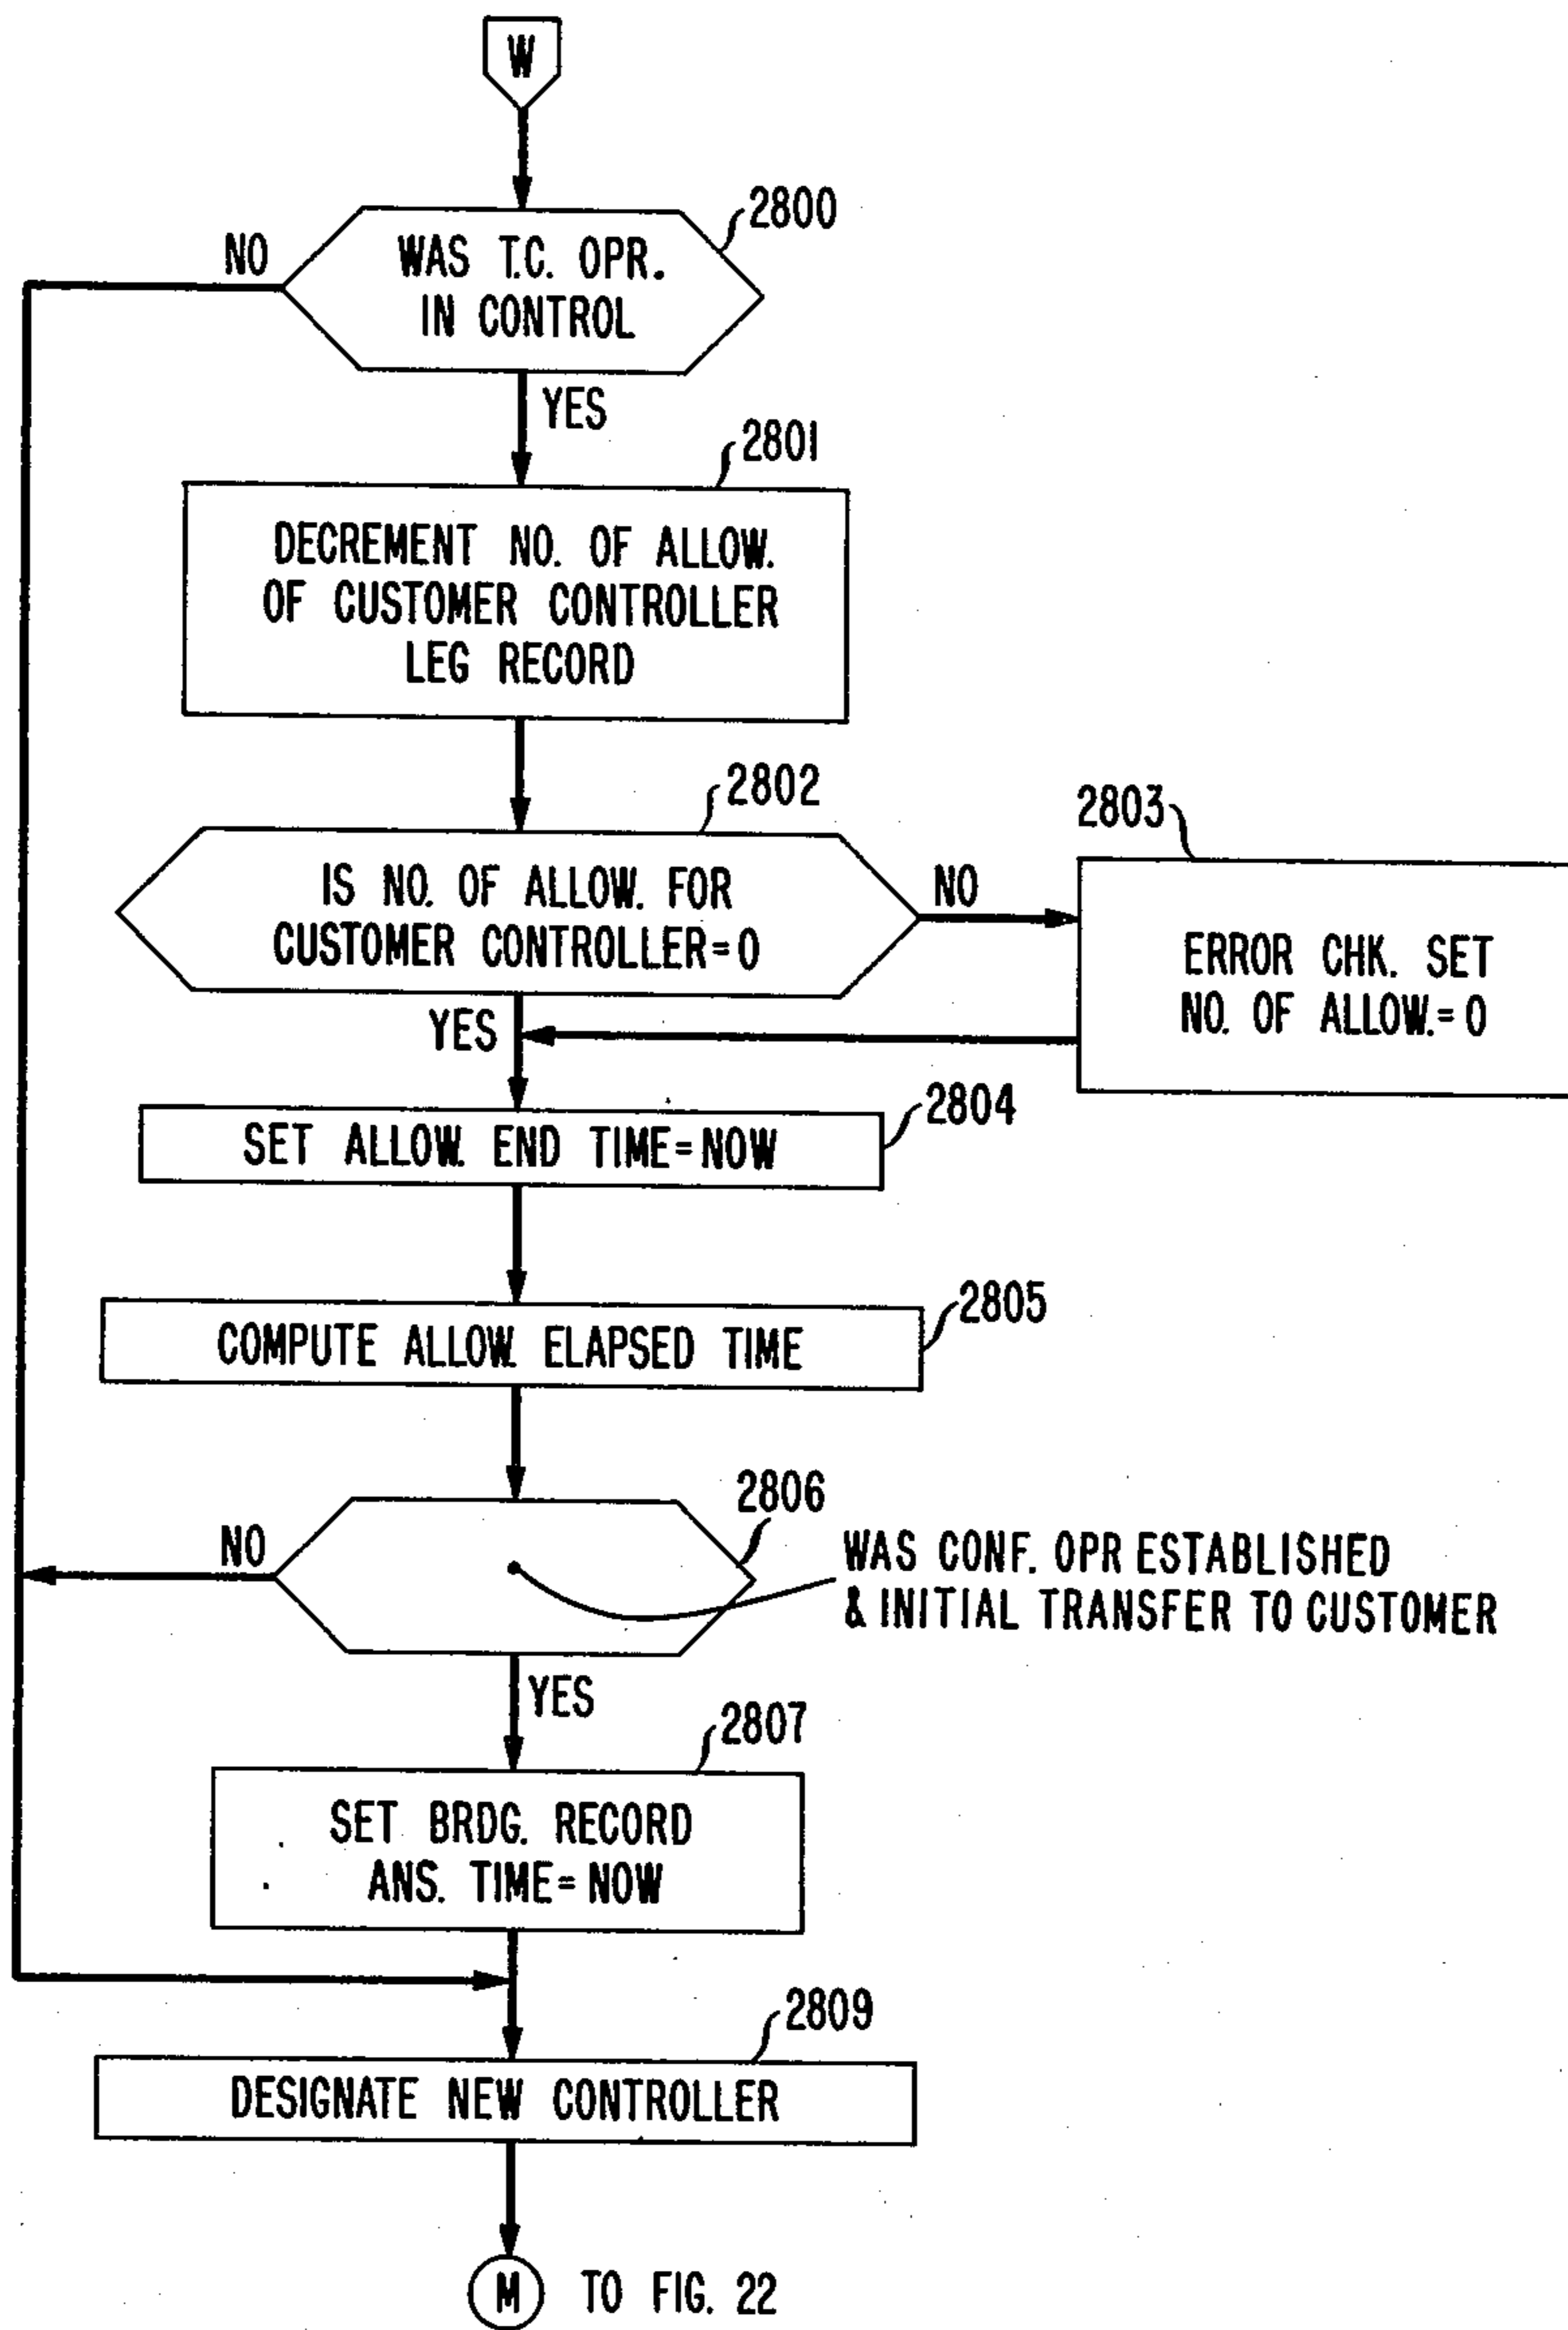 W
2800
NO
WAS T.C. OPR.
IN CONTROL
YES
2801
DECREMENT NO. OF ALLOW.
OF CUSTOMER CONTROLLER
LEG RECORD
2802
IS NO. OF ALLOW. FOR
CUSTOMER CONTROLLER=0
NO
2803
ERROR CHK. SET
NO. OF ALLOW.=0
YES
2804
SET ALLOW. END TIME=NOW
2805
COMPUTE ALLOW. ELAPSED TIME
2806
NO
WAS CONF. OPR ESTABLISHED
& INITIAL TRANSFER TO CUSTOMER
YES
2807
SET BRDG. RECORD
ANS. TIME=NOW
2809
DESIGNATE NEW CONTROLLER
M TO FIG. 22